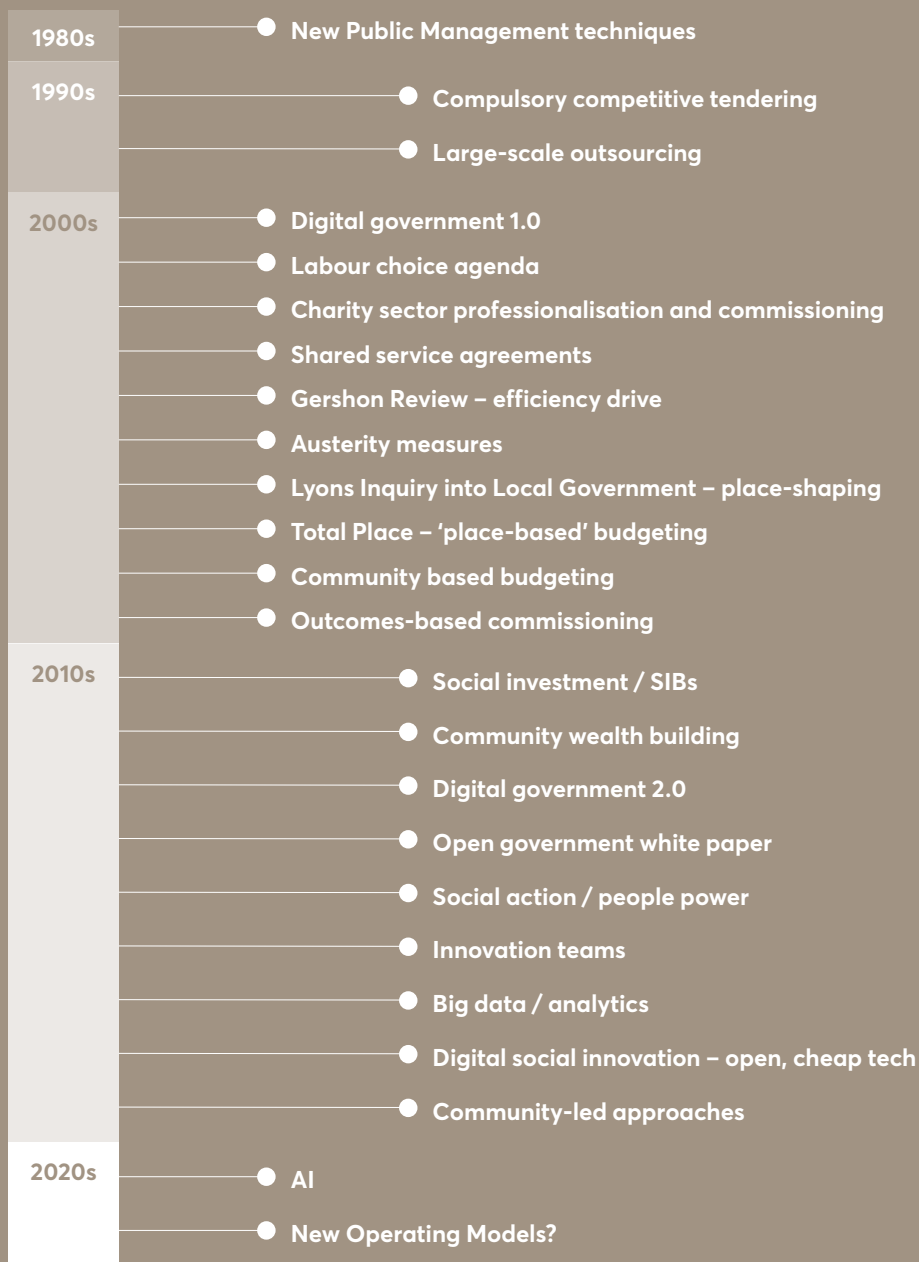 1980s
New Public Management techniques
1990s
Compulsory competitive tendering
Large-scale outsourcing
2000s
Digital government 1.0
Labour choice agenda
Charity sector professionalisation and commissioning
Shared service agreements
Gershon Review – efficiency drive
Austerity measures
Lyons Inquiry into Local Government – place-shaping
Total Place – ‘place-based’ budgeting
Community based budgeting
Outcomes-based commissioning
2010s
Social investment / SIBs
Community wealth building
Digital government 2.0
Open government white paper
Social action / people power
Innovation teams
Big data / analytics
Digital social innovation – open, cheap tech
Community-led approaches
2020s
AI
New Operating Models?